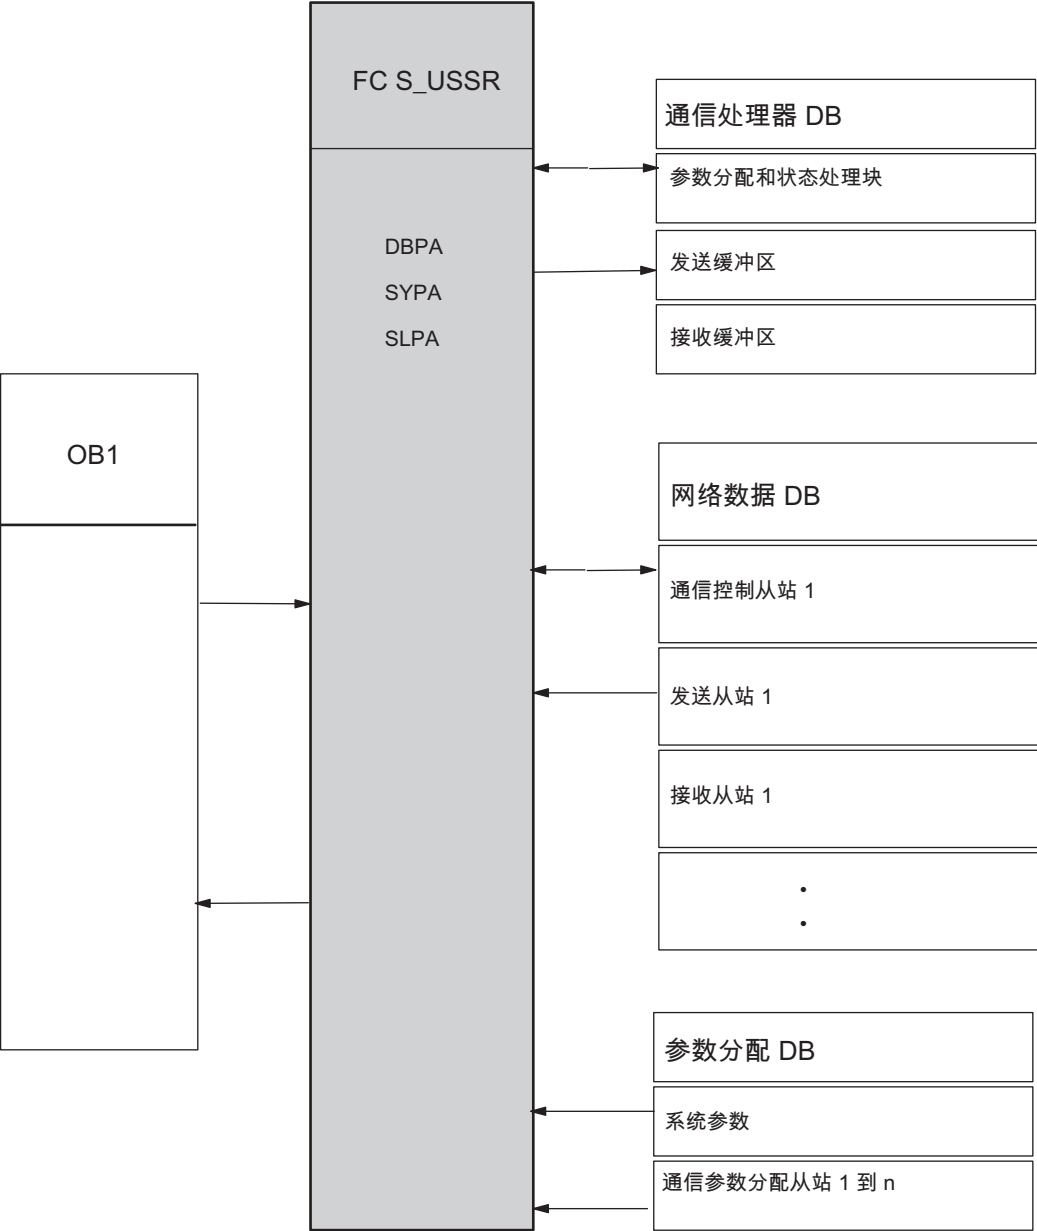 FC S_USSR
DBPA
SYPA
SLPA
OB1
通信处理器 DB
参数分配和状态处理块
发送缓冲区
接收缓冲区
网络数据 DB
通信控制从站 1
发送从站 1
接收从站 1
参数分配 DB
系统参数
通信参数分配从站 1 到 n